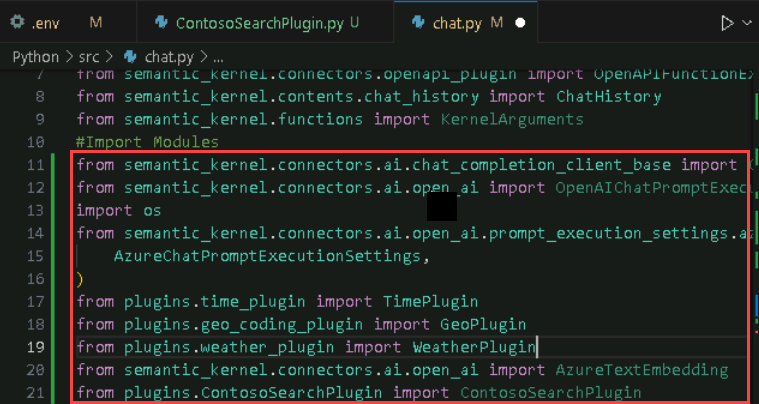 .env M ContosoSearchPlugin.py U chat.py M
Python > src > chat.py > ...
7 from semantic_kernel.connectors.openapi_plugin import OpenAPIFunctionEx
8 from semantic_kernel.contents.chat_history import ChatHistory
9 from semantic_kernel.functions import KernelArguments
10 #Import Modules
11 from semantic_kernel.connectors.ai.chat_completion_client_base import
12 from semantic_kernel.connectors.ai.open_ai import OpenAIChatPromptExec
13 import os
14 from semantic_kernel.connectors.ai.open_ai.prompt_execution_settings.a
15 AzureChatPromptExecutionSettings,
16 )
17 from plugins.time_plugin import TimePlugin
18 from plugins.geo_coding_plugin import GeoPlugin
19 from plugins.weather_plugin import WeatherPlugin
20 from semantic_kernel.connectors.ai.open_ai import AzureTextEmbedding
21 from plugins.ContosoSearchPlugin import ContosoSearchPlugin